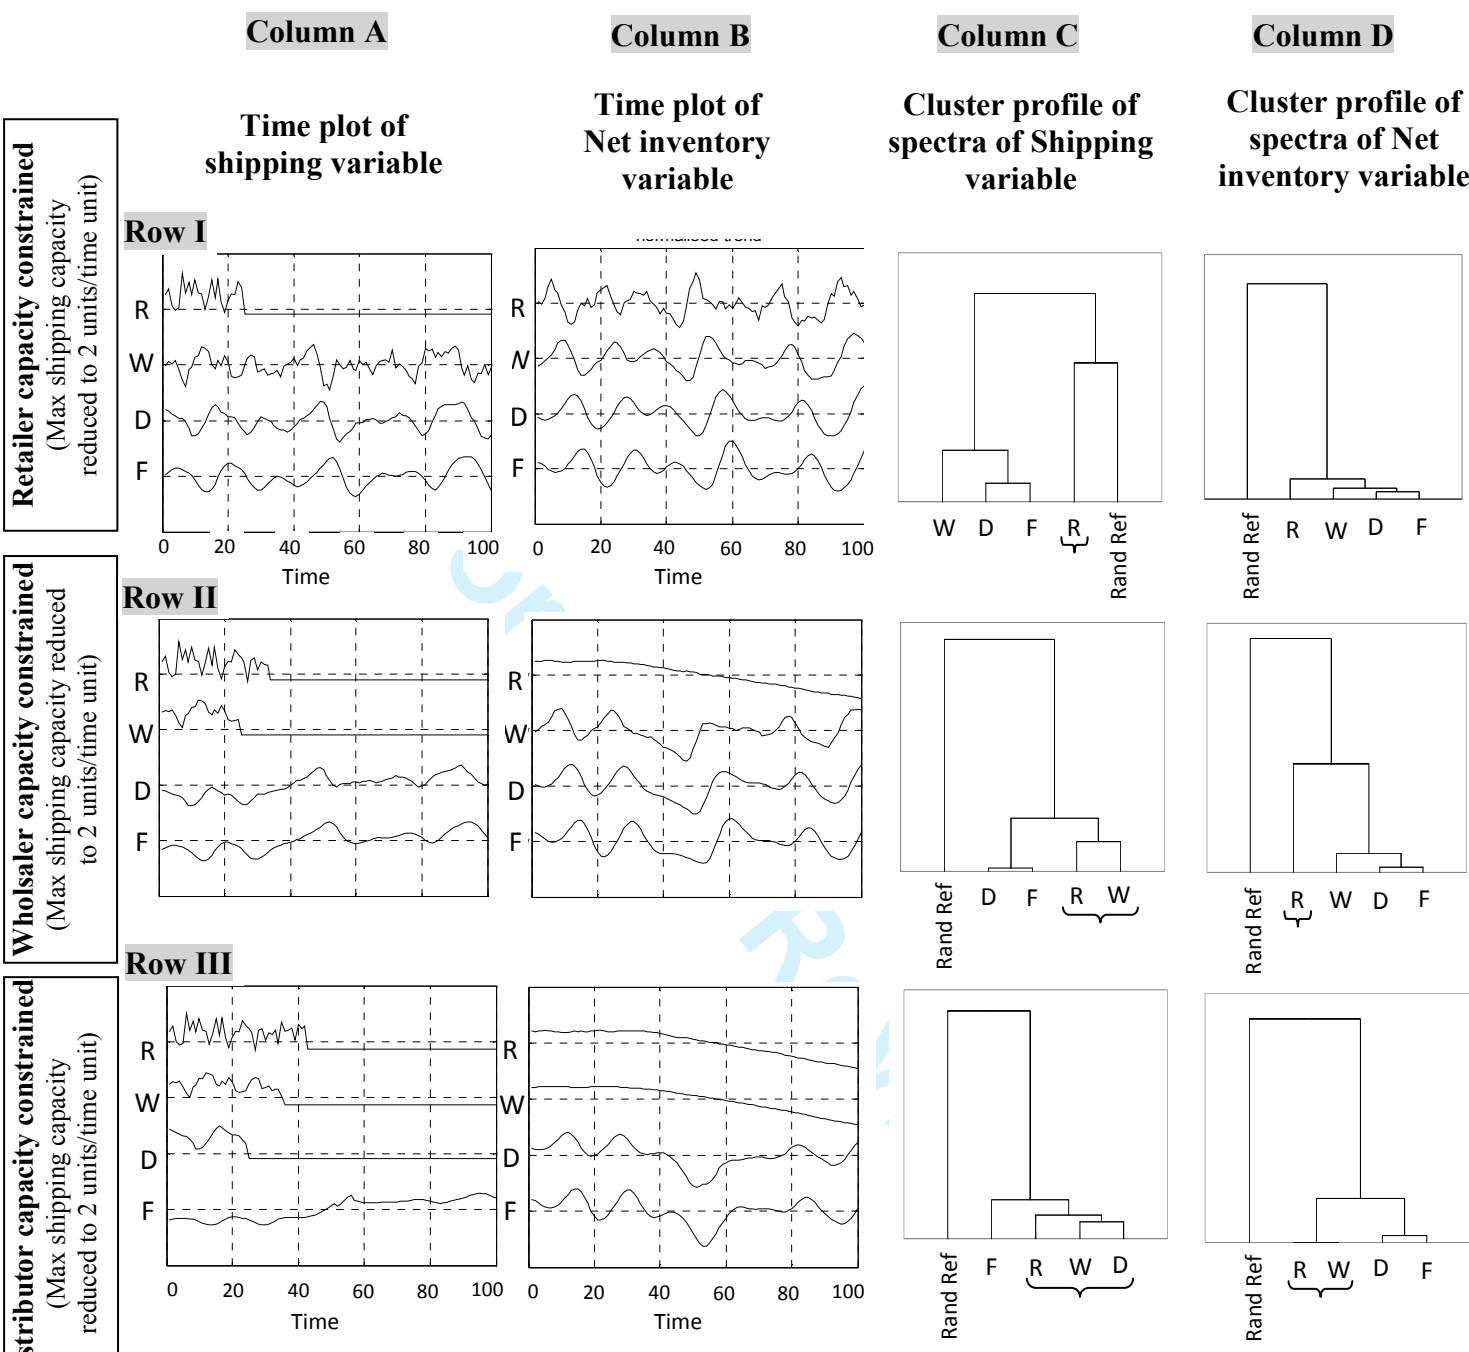 Column A
Column B
Column C
Column D
Time plot of
shipping variable
Time plot of
Net inventory
variable
Cluster profile of
spectra of Shipping
variable
Cluster profile of
spectra of Net
inventory variable
Retailer capacity constrained
(Max shipping capacity
reduced to 2 units/time unit)
Row I
R
W
D
F
0 20 40 60 80 100
Time
R
W
D
F
0 20 40 60 80 100
Time
W D F R Rand Ref
Rand Ref R W D F
Wholsaler capacity constrained
(Max shipping capacity reduced
to 2 units/time unit)
Row II
R
W
D
F
R
W
D
F
Rand Ref D F R W
Rand Ref R W D F
stributor capacity constrained
(Max shipping capacity
reduced to 2 units/time unit)
Row III
R
W
D
F
0 20 40 60 80 100
Time
R
W
D
F
0 20 40 60 80 100
Time
Rand Ref F R W D
Rand Ref R W D F